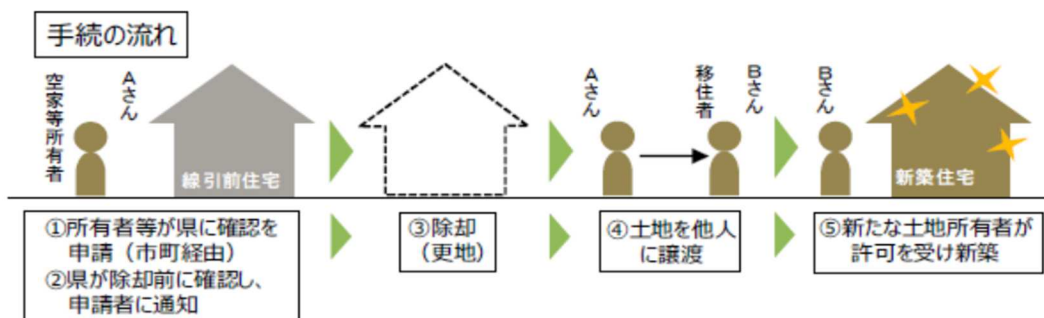 手続の流れ
空家等所有者
Aさん
線引前住宅
Aさん
移住者
Bさん
Bさん
新築住宅
①所有者等が県に確認を
申請（市町経由）
②県が除却前に確認し、
申請者に通知
③除却
（更地）
④土地を他人
に譲渡
⑤新たな土地所有者が
許可を受け新築